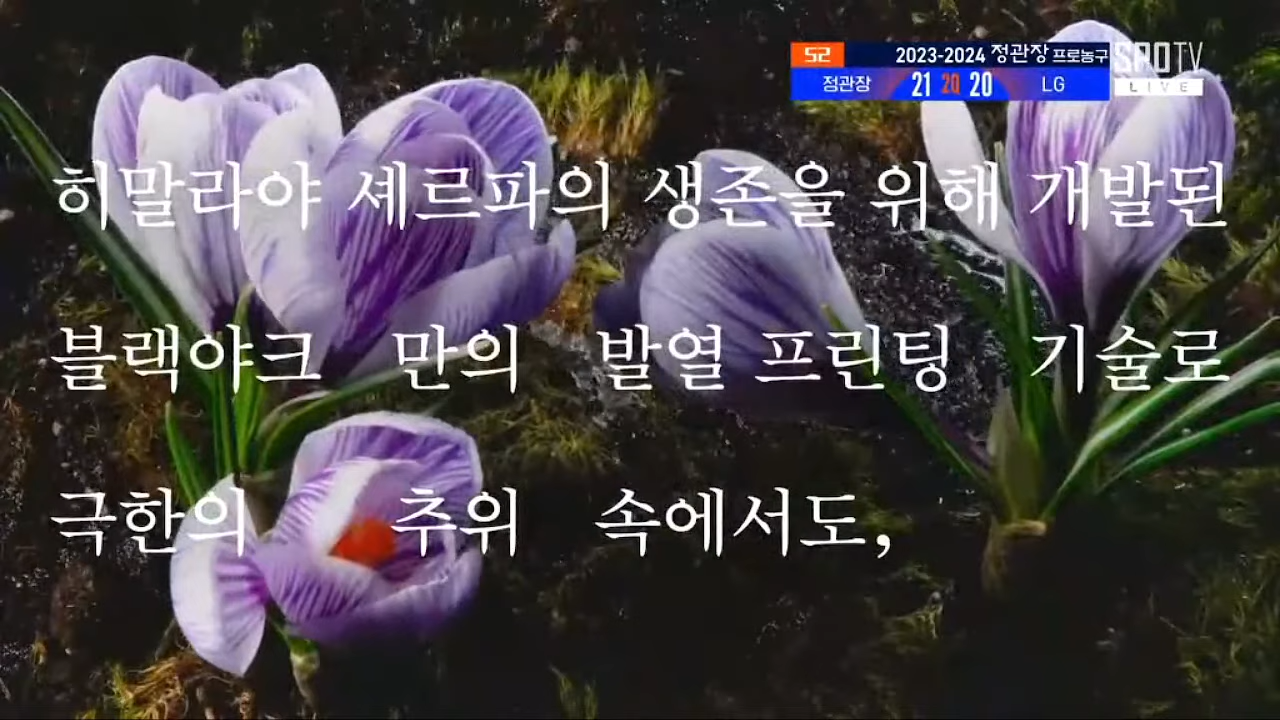 S2 2023-2024 정관장 프로농구
정관장 21 2Q 20 LG
SPOTV
LIVE
히말라야 셰르파의 생존을 위해 개발된
블랙야크 만의 발열 프린팅 기술로
극한의 추위 속에서도,